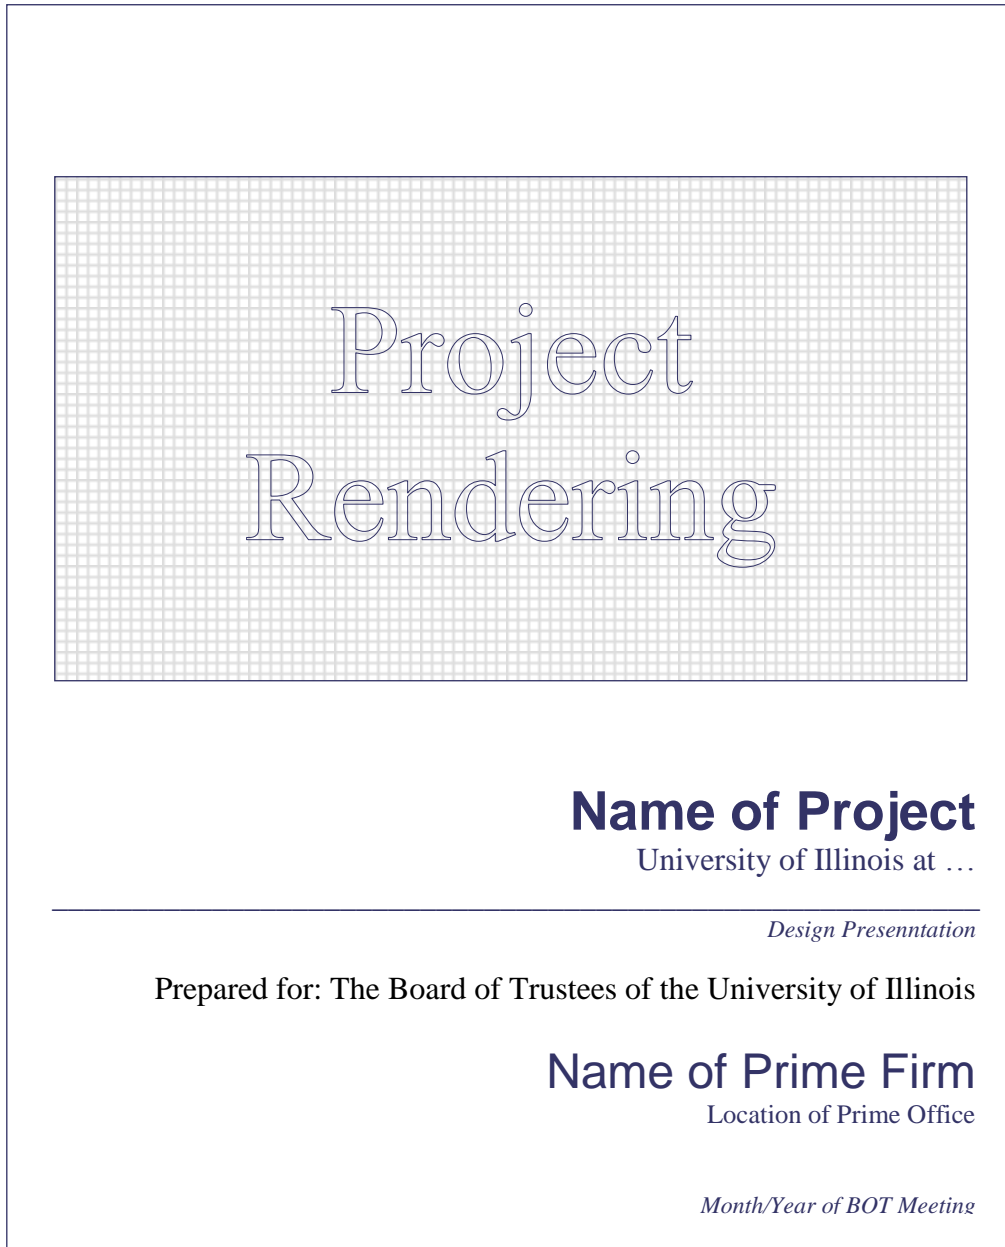 Project
Rendering
Name of Project
University of Illinois at …
Design Presenntation
Prepared for: The Board of Trustees of the University of Illinois
Name of Prime Firm
Location of Prime Office
Month/Year of BOT Meeting